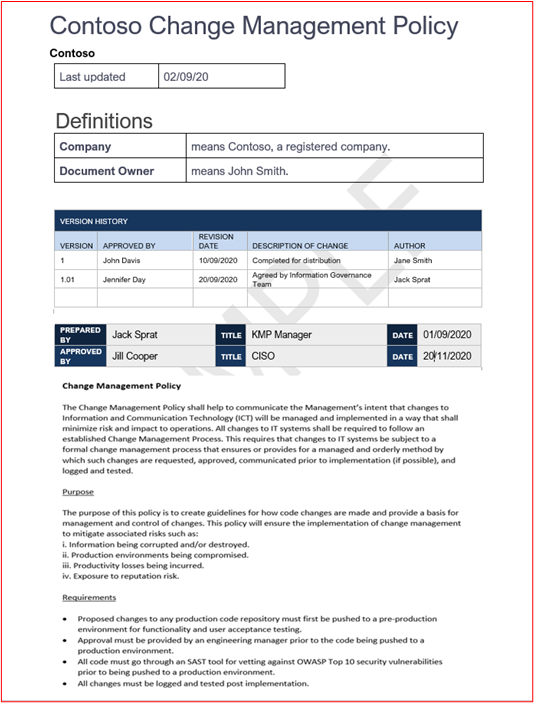 Contoso Change Management Policy
Contoso
Last updated 02/09/20
Definitions
Company means Contoso, a registered company.
Document Owner means John Smith.
VERSION HISTORY
VERSION APPROVED BY REVISION DATE DESCRIPTION OF CHANGE AUTHOR
1 John Davis 10/09/2020 Completed for distribution Jane Smith
1.01 Jennifer Day 20/09/2020 Agreed by Information Governance Team Jack Sprat
PREPARED BY Jack Sprat TITLE KMP Manager DATE 01/09/2020
APPROVED BY Jill Cooper TITLE CISO DATE 20/11/2020
Change Management Policy
The Change Management Policy shall help to communicate the Management's intent that changes to
Information and Communication Technology (ICT) will be managed and implemented in a way that shall
minimize risk and impact to operations. All changes to IT systems shall be required to follow an
established Change Management Process. This requires that changes to IT systems be subject to a
formal change management process that ensures or provides for a managed and orderly method by
which such changes are requested, approved, communicated prior to implementation (if possible), and
logged and tested.
Purpose
The purpose of this policy is to create guidelines for how code changes are made and provide a basis for
management and control of changes. This policy will ensure the implementation of change management
to mitigate associated risks such as:
i. Information being corrupted and/or destroyed.
ii. Production environments being compromised.
iii. Productivity losses being incurred.
iv. Exposure to reputation risk.
Requirements
• Proposed changes to any production code repository must first be pushed to a pre-production
environment for functionality and user acceptance testing.
• Approval must be provided by an engineering manager prior to the code being pushed to a
production environment.
• All code must go through an SAST tool for vetting against OWASP Top 10 security vulnerabilities
prior to being pushed to a production environment.
• All changes must be logged and tested post implementation.